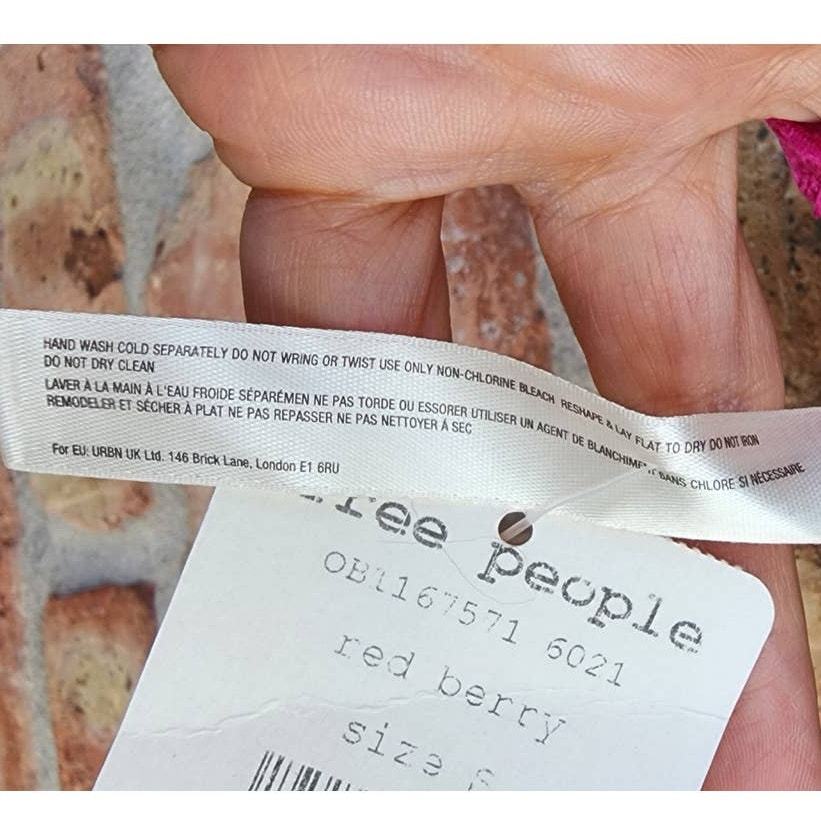 HAND WASH COLD SEPARATELY DO NOT WRING OR TWIST USE ONLY NON-CHLORINE BLEACH RESHAPE & LAY FLAT TO DRY DO NOT IRON
DO NOT DRY CLEAN
LAVER À LA MAIN À L'EAU FROIDE SÉPARÉMEN NE PAS TORDE OU ESSORER UTILISER UN AGENT DE BLANCHIME SANS CHLORE SI NÉCESSAIRE
REMODELER ET SÉCHER À PLAT NE PAS REPASSER NE PAS NETTOYER À SEC
For EU: URBN UK Ltd. 146 Brick Lane, London E1 6RU
free people
OB1167571 6021
red berry
size